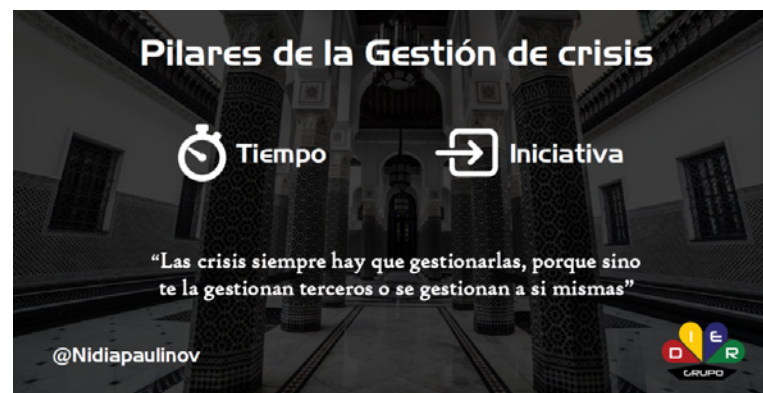 Pilares de la Gestión de crisis
Tiempo
Iniciativa
“Las crisis siempre hay que gestionarlas, porque sino
te la gestionan terceros o se gestionan a si mismas”
@Nidiapaulinov
DIER
GRUPO